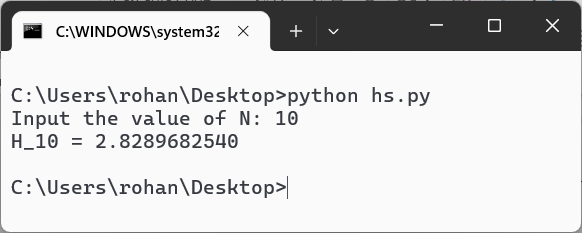 C:\WINDOWS\system32
C:\Users\rohan\Desktop>python hs.py
Input the value of N: 10
H_10 = 2.8289682540
C:\Users\rohan\Desktop>